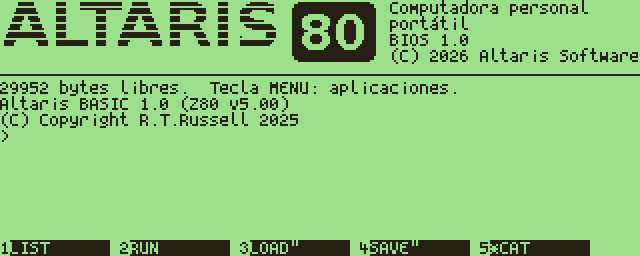 ALTARIS 80
Computadora personal
portátil
BIOS 1.0
(C) 2026 Altaris Software
29952 bytes libres.  Tecla MENU: aplicaciones.
Altaris BASIC 1.0 (Z80 v5.00)
(C) Copyright R.T.Russell 2025
>
1LIST 2RUN 3LOAD" 4SAVE" 5*CAT